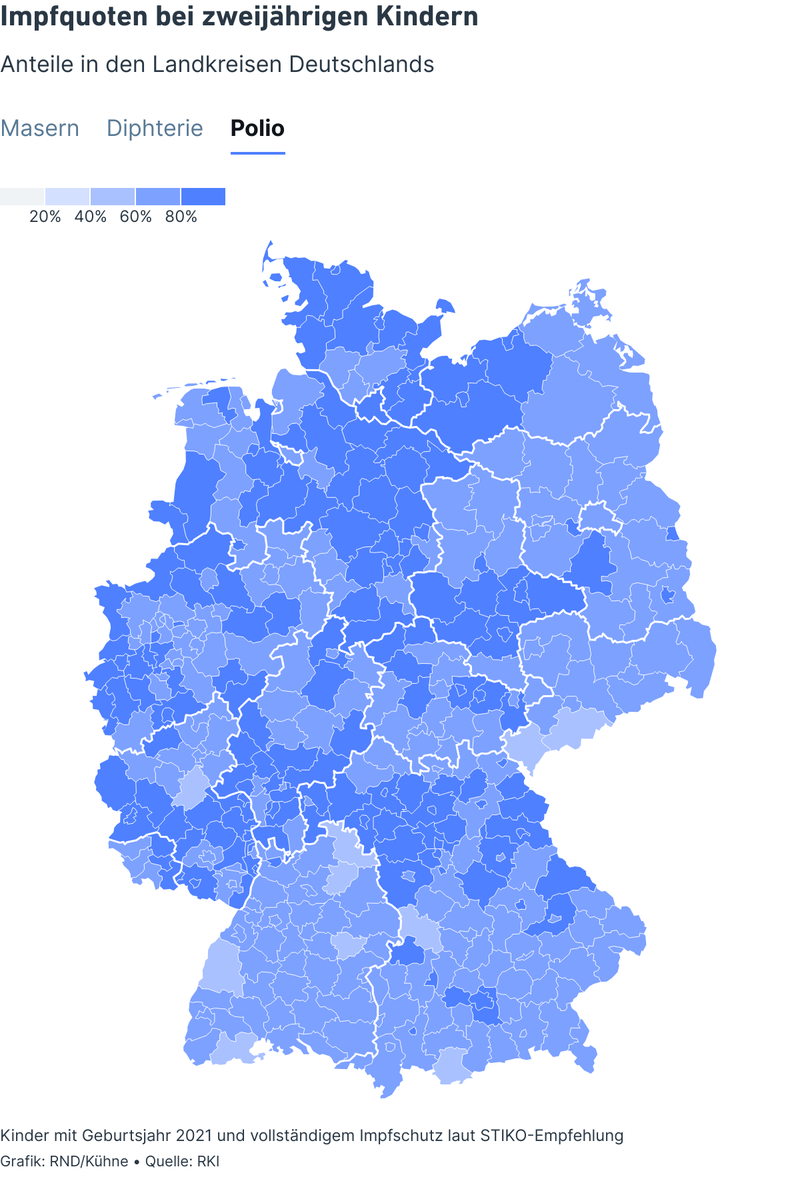 Impfquoten bei zweijährigen Kindern
Anteile in den Landkreisen Deutschlands
Masern Diphterie Polio
20% 40% 60% 80%
Kinder mit Geburtsjahr 2021 und vollständigem Impfschutz laut STIKO-Empfehlung
Grafik: RND/Kühne • Quelle: RKI